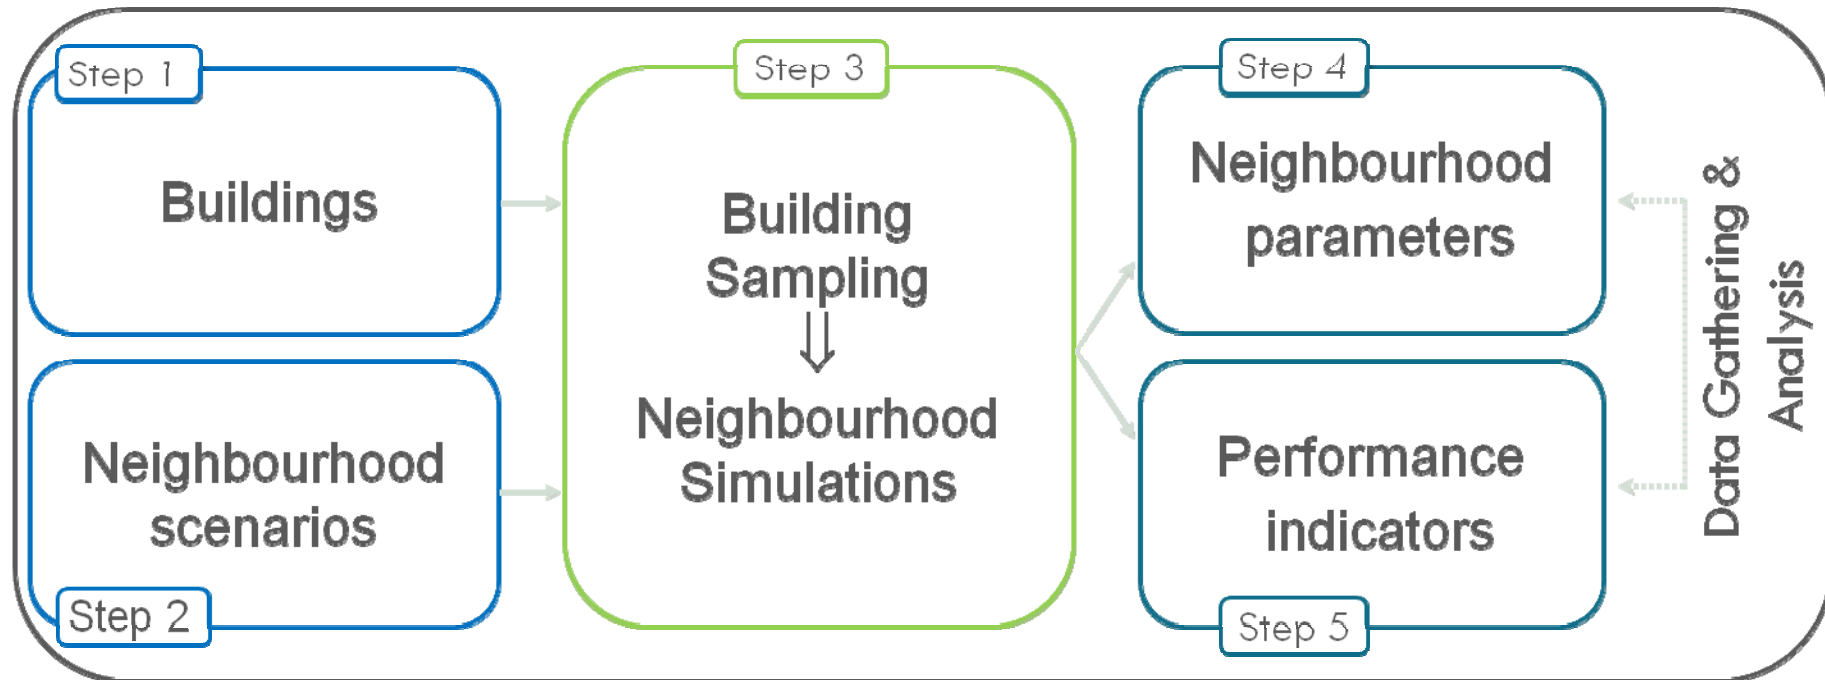 Step 1
Buildings
Neighbourhood
scenarios
Step 2
Step 3
Building
Sampling
Neighbourhood
Simulations
Step 4
Neighbourhood
parameters
Performance
indicators
Step 5
Data Gathering &
Analysis